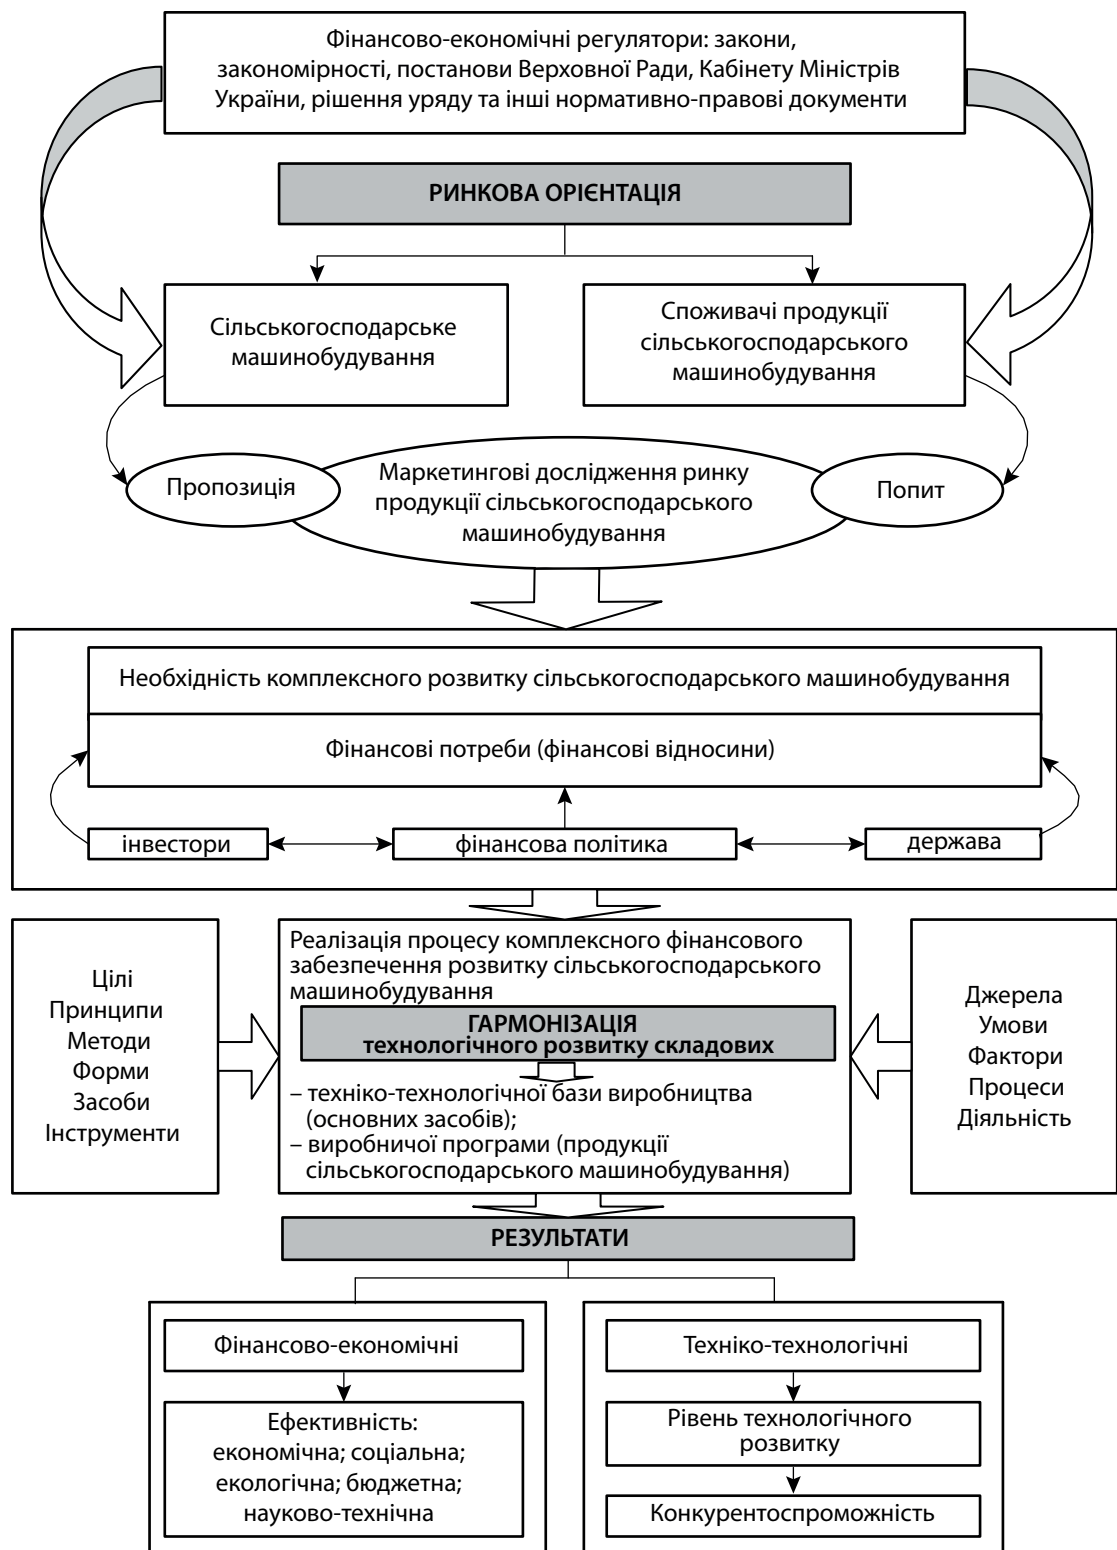 Фінансово-економічні регулятори: закони,
закономірності, постанови Верховної Ради, Кабінету Міністрів
України, рішення уряду та інші нормативно-правові документи
РИНКОВА ОРІЄНТАЦІЯ
Сільськогосподарське
машинобудування
Споживачі продукції
сільськогосподарського
машинобудування
Пропозиція
Маркетингові дослідження ринку
продукції сільськогосподарського
машинобудування
Попит
Необхідність комплексного розвитку сільськогосподарського машинобудування
Фінансові потреби (фінансові відносини)
інвестори
фінансова політика
держава
Цілі
Принципи
Методи
Форми
Засоби
Інструменти
Реалізація процесу комплексного фінансового
забезпечення розвитку сільськогосподарського
машинобудування
ГАРМОНІЗАЦІЯ
технологічного розвитку складових
– техніко-технологічної бази виробництва
(основних засобів);
– виробничої програми (продукції
сільськогосподарського машинобудування)
Джерела
Умови
Фактори
Процеси
Діяльність
РЕЗУЛЬТАТИ
Фінансово-економічні
Ефективність:
економічна; соціальна;
екологічна; бюджетна;
науково-технічна
Техніко-технологічні
Рівень технологічного
розвитку
Конкурентоспроможність